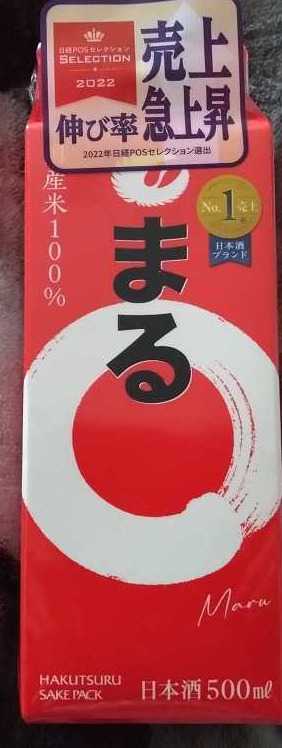 日経POSセレクション
SELECTION
2022
売上
伸び率
急上昇
2022年日経POSセレクション選出
産米100%
まる
No.1 売上
日本酒
ブランド
Maru
HAKUTSURU
SAKE PACK
日本酒500ml